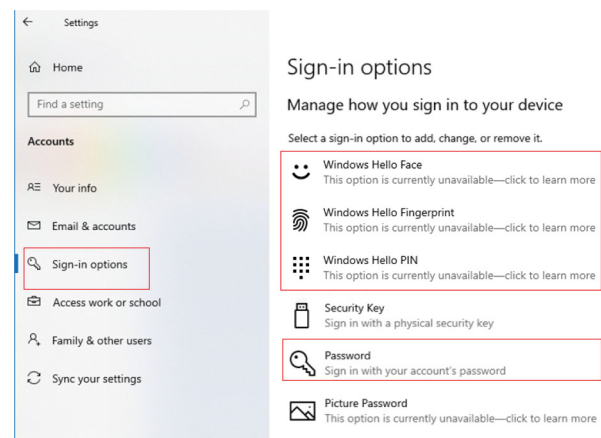 Settings
Home
Find a setting
Accounts
Your info
Email & accounts
Sign-in options
Access work or school
Family & other users
Sync your settings
Sign-in options
Manage how you sign in to your device
Select a sign-in option to add, change, or remove it.
Windows Hello Face
This option is currently unavailable—click to learn more
Windows Hello Fingerprint
This option is currently unavailable—click to learn more
Windows Hello PIN
This option is currently unavailable—click to learn more
Security Key
Sign in with a physical security key
Password
Sign in with your account's password
Picture Password
This option is currently unavailable—click to learn more